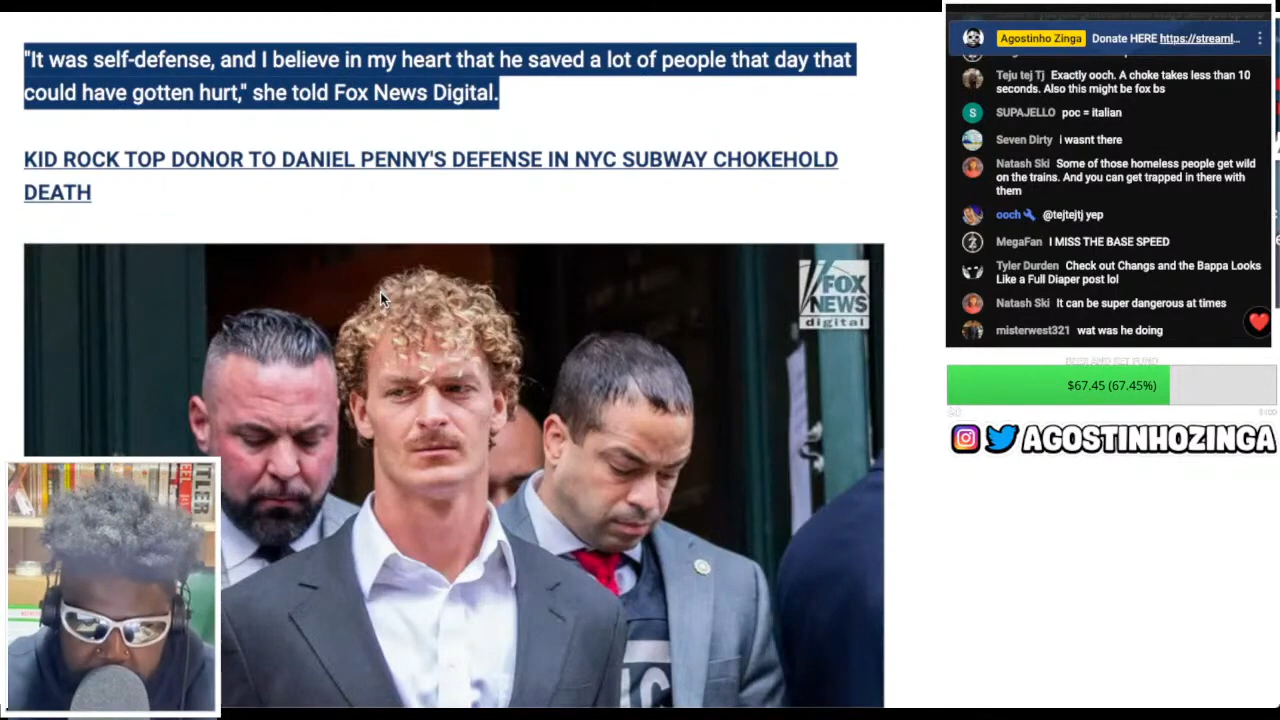 "It was self-defense, and I believe in my heart that he saved a lot of people that day that
could have gotten hurt," she told Fox News Digital.
KID ROCK TOP DONOR TO DANIEL PENNY'S DEFENSE IN NYC SUBWAY CHOKEHOLD
DEATH
FOX
NEWS
digital
Agostinho Zinga Donate HERE https://streaml...
Teju tej Tj Exactly ooch. A choke takes less than 10
seconds. Also this might be fox bs
S SUPAJELLO poc = italian
Seven Dirty i wasnt there
Natash Ski Some of those homeless people get wild
on the trains. And you can get trapped in there with
them
ooch @tejtejtj yep
MegaFan I MISS THE BASE SPEED
Tyler Durden Check out Changs and the Bappa Looks
Like a Full Diaper post lol
Natash Ski It can be super dangerous at times
misterwest321 wat was he doing
$67.45 (67.45%)
AGOSTINHOZINGA